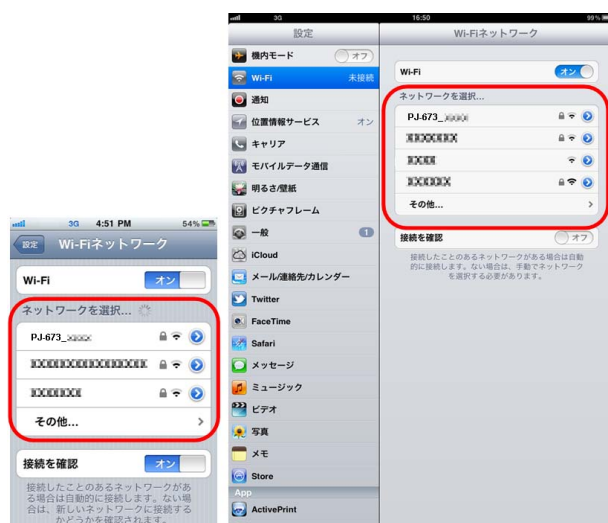 3G 4:51 PM 54%
設定 Wi-Fiネットワーク
Wi-Fi オン
ネットワークを選択...
PJ-673_
その他...
接続を確認 オン
接続したことのあるネットワークがあ
る場合は自動的に接続します。ない場
合は、新しいネットワークに接続する
かどうかを確認されます。
3G 16:50 99%
設定
機内モード オフ
Wi-Fi 未接続
通知
位置情報サービス オン
キャリア
モバイルデータ通信
明るさ/壁紙
ピクチャフレーム
一般 1
iCloud
メール/連絡先/カレンダー
Twitter
FaceTime
Safari
メッセージ
ミュージック
ビデオ
写真
メモ
Store
App
ActivePrint
Wi-Fiネットワーク
Wi-Fi オン
ネットワークを選択...
PJ-673_
その他...
接続を確認 オフ
接続したことのあるネットワークがある場合は自動
的に接続します。ない場合は、手動でネットワーク
を選択する必要があります。